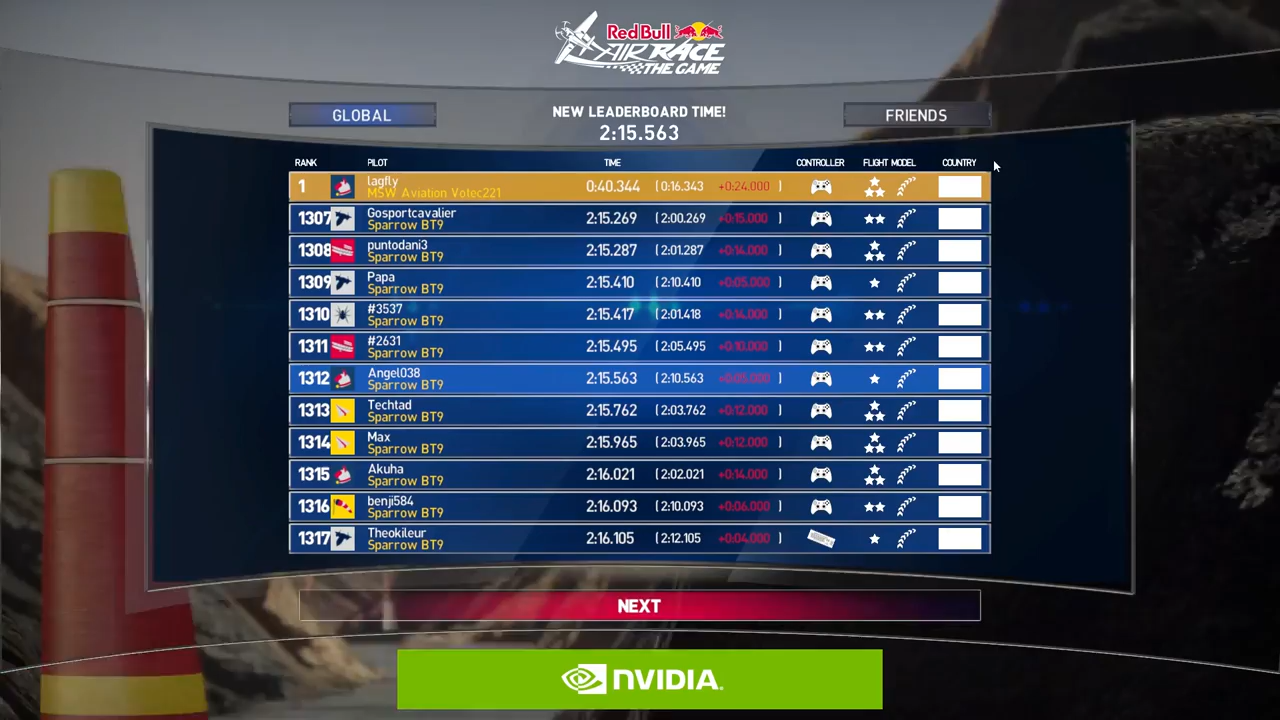 Red Bull
AIR RACE
THE GAME
GLOBAL
NEW LEADERBOARD TIME!
FRIENDS
2:15.563
RANK PILOT TIME CONTROLLER FLIGHT MODEL COUNTRY
1 lagfly 0:40.344 (0:16.343 +0:24.000 )
MSW Aviation Votec221
1307 Gosportcavalier 2:15.269 (2:00.269 +0:15.000 )
Sparrow BT9
1308 puntodani3 2:15.287 (2:01.287 +0:14.000 )
Sparrow BT9
1309 Papa 2:15.410 (2:10.410 +0:05.000 )
Sparrow BT9
1310 #3537 2:15.417 (2:01.418 +0:14.000 )
Sparrow BT9
1311 #2631 2:15.495 (2:05.495 +0:10.000 )
Sparrow BT9
1312 Angel038 2:15.563 (2:10.563 +0:05.000 )
Sparrow BT9
1313 Techtad 2:15.762 (2:03.762 +0:12.000 )
Sparrow BT9
1314 Max 2:15.965 (2:03.965 +0:12.000 )
Sparrow BT9
1315 Akuha 2:16.021 (2:02.021 +0:14.000 )
Sparrow BT9
1316 benji584 2:16.093 (2:10.093 +0:06.000 )
Sparrow BT9
1317 Theokileur 2:16.105 (2:12.105 +0:04.000 )
Sparrow BT9
NEXT
NVIDIA.